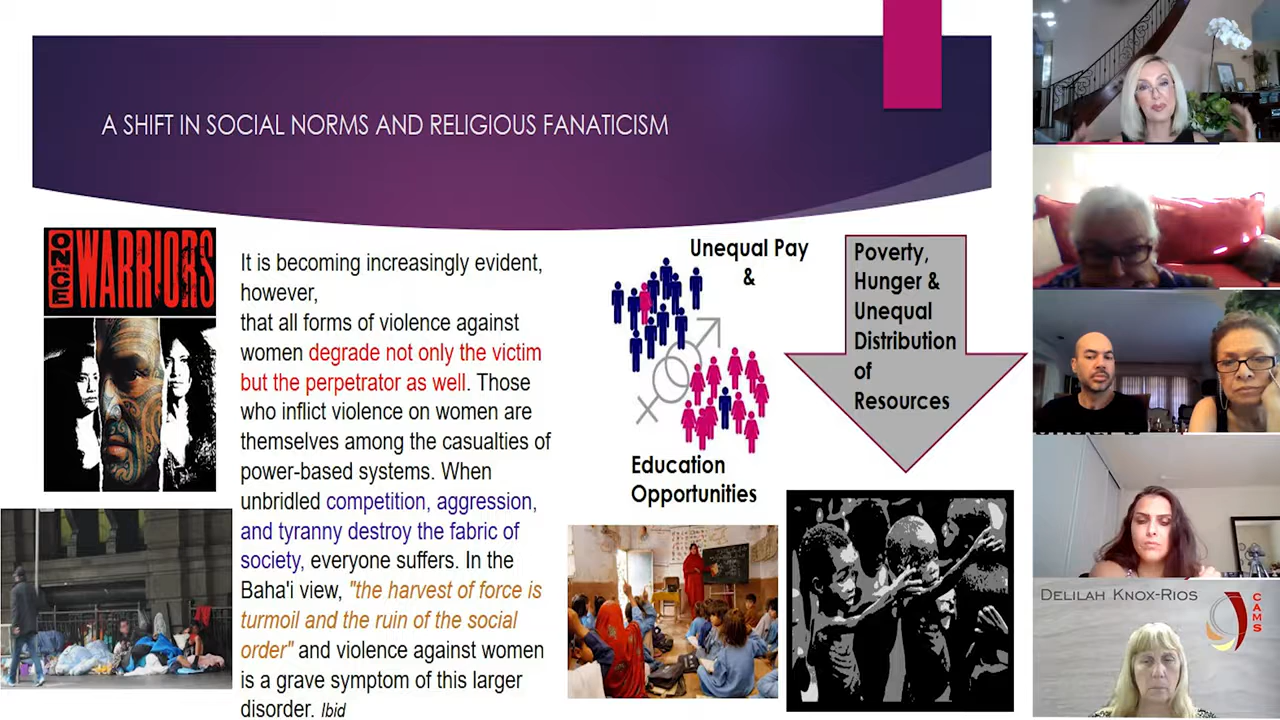 A SHIFT IN SOCIAL NORMS AND RELIGIOUS FANATICISM
ONCE
WARRIORS
It is becoming increasingly evident,
however,
that all forms of violence against
women degrade not only the victim
but the perpetrator as well. Those
who inflict violence on women are
themselves among the casualties of
power-based systems. When
unbridled competition, aggression,
and tyranny destroy the fabric of
society, everyone suffers. In the
Baha'i view, "the harvest of force is
turmoil and the ruin of the social
order" and violence against women
is a grave symptom of this larger
disorder. Ibid
Unequal Pay
&
Education
Opportunities
Poverty,
Hunger &
Unequal
Distribution
of
Resources
DELILAH KNOX-RIOS
CAMS